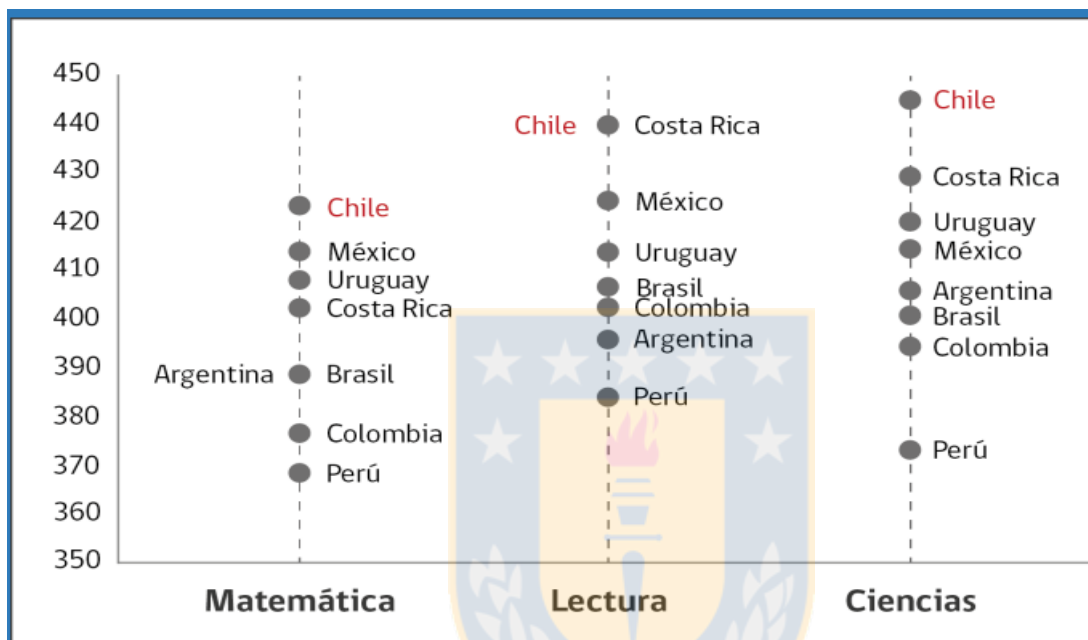 450
440
430
420
410
400
390
380
370
360
350
Chile
México
Uruguay
Costa Rica
Argentina Brasil
Colombia
Perú
Matemática
Chile Costa Rica
México
Uruguay
Brasil
Colombia
Argentina
Perú
Lectura
Chile
Costa Rica
Uruguay
México
Argentina
Brasil
Colombia
Perú
Ciencias